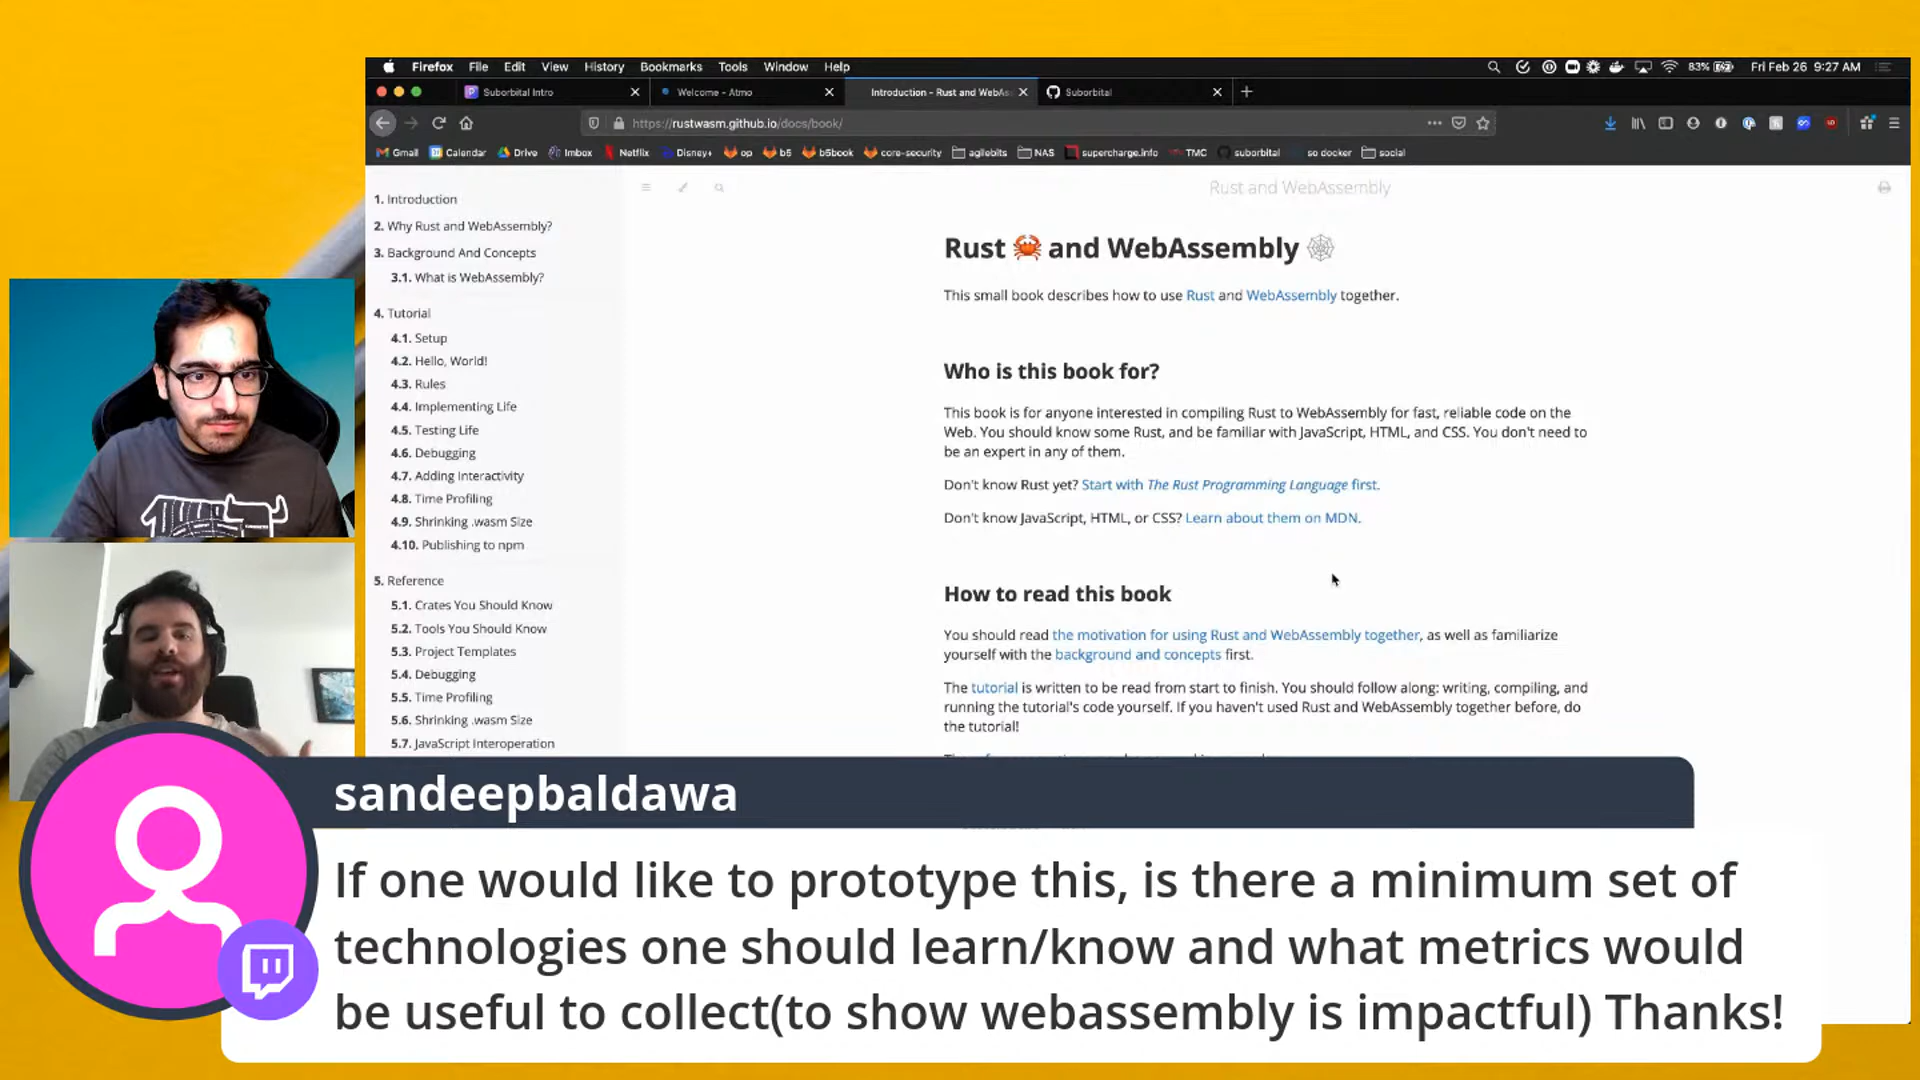 Firefox File Edit View History Bookmarks Tools Window Help
83% Fri Feb 26 9:27 AM
Suborbital Intro
Welcome - Atmo
Introduction - Rust and WebAs
Suborbital
https://rustwasm.github.io/docs/book/
Gmail Calendar Drive Imbox Netflix Disney+ op b5 b5book core-security agilebits NAS supercharge.info TMC suborbital so docker social
Rust and WebAssembly
1. Introduction
2. Why Rust and WebAssembly?
3. Background And Concepts
3.1. What is WebAssembly?
4. Tutorial
4.1. Setup
4.2. Hello, World!
4.3. Rules
4.4. Implementing Life
4.5. Testing Life
4.6. Debugging
4.7. Adding Interactivity
4.8. Time Profiling
4.9. Shrinking .wasm Size
4.10. Publishing to npm
5. Reference
5.1. Crates You Should Know
5.2. Tools You Should Know
5.3. Project Templates
5.4. Debugging
5.5. Time Profiling
5.6. Shrinking .wasm Size
5.7. JavaScript Interoperation
Rust 🦀 and WebAssembly 🕸
This small book describes how to use Rust and WebAssembly together.
Who is this book for?
This book is for anyone interested in compiling Rust to WebAssembly for fast, reliable code on the
Web. You should know some Rust, and be familiar with JavaScript, HTML, and CSS. You don't need to
be an expert in any of them.
Don't know Rust yet? Start with The Rust Programming Language first.
Don't know JavaScript, HTML, or CSS? Learn about them on MDN.
How to read this book
You should read the motivation for using Rust and WebAssembly together, as well as familiarize
yourself with the background and concepts first.
The tutorial is written to be read from start to finish. You should follow along: writing, compiling, and
running the tutorial's code yourself. If you haven't used Rust and WebAssembly together before, do
the tutorial!
sandeepbaldawa
If one would like to prototype this, is there a minimum set of
technologies one should learn/know and what metrics would
be useful to collect(to show webassembly is impactful) Thanks!